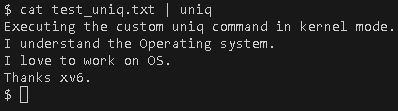 $ cat test_uniq.txt | uniq
Executing the custom uniq command in kernel mode.
I understand the Operating system.
I love to work on OS.
Thanks xv6.
$